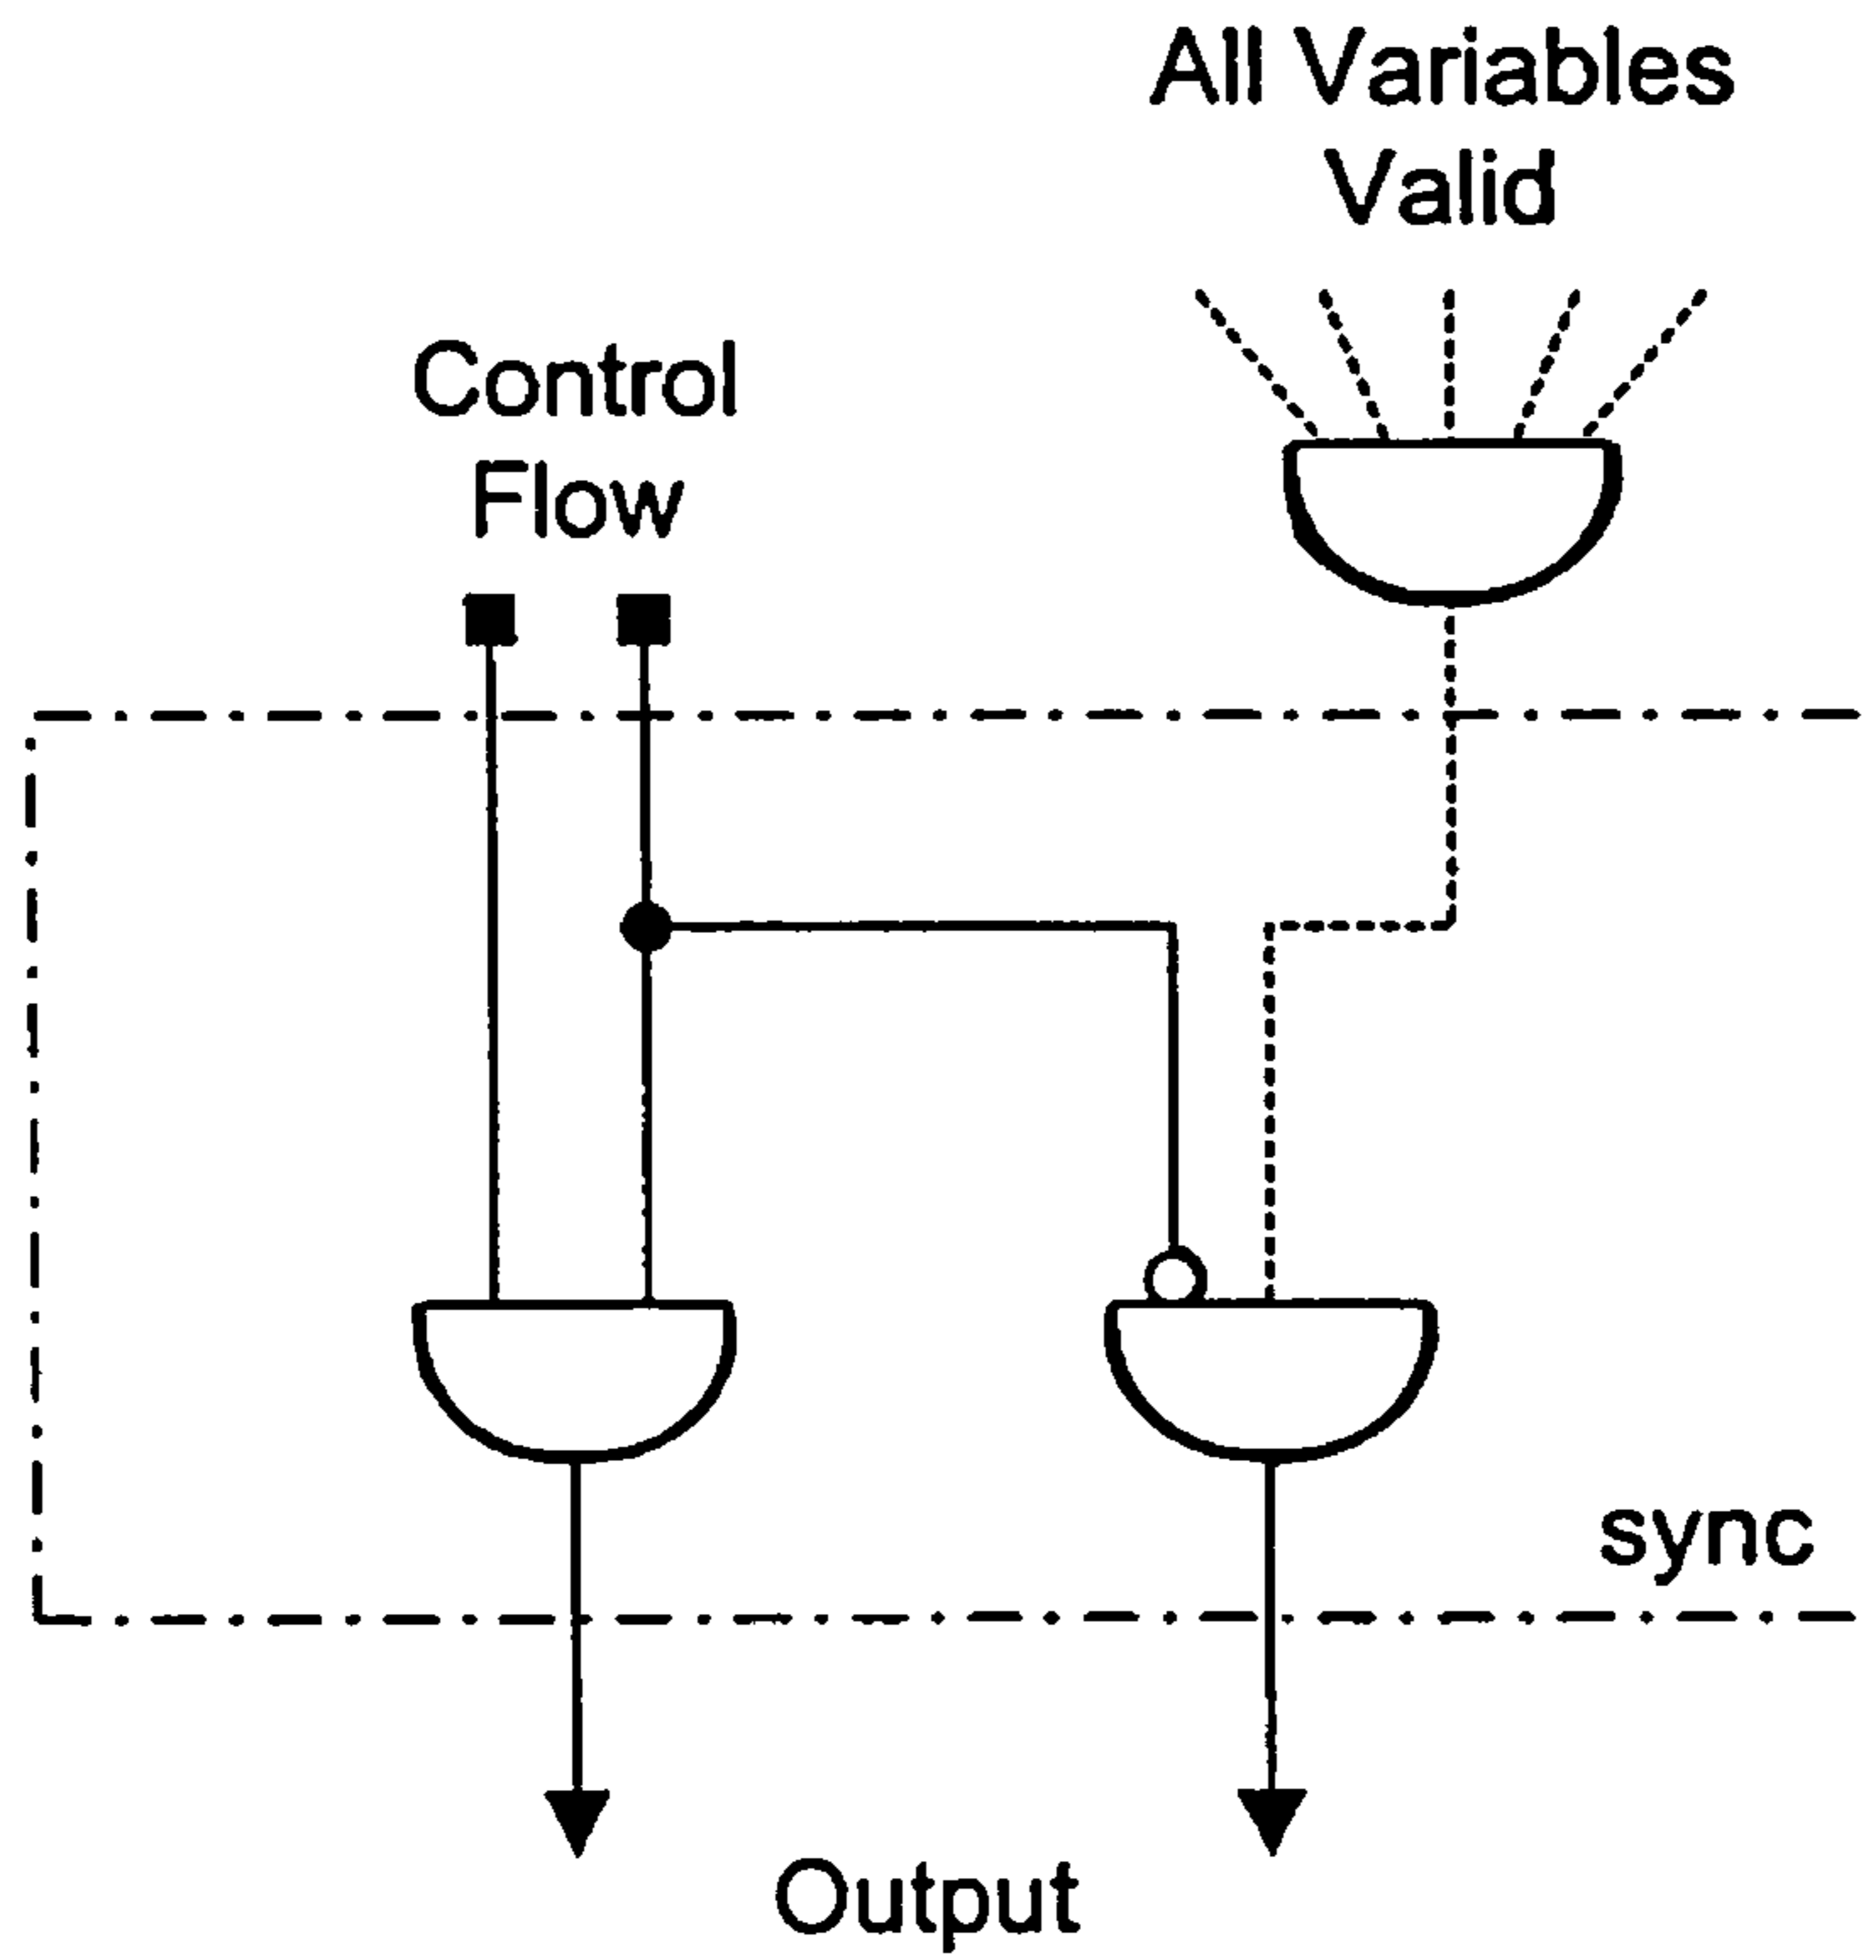 All Variables
Valid
Control
Flow
sync
Output